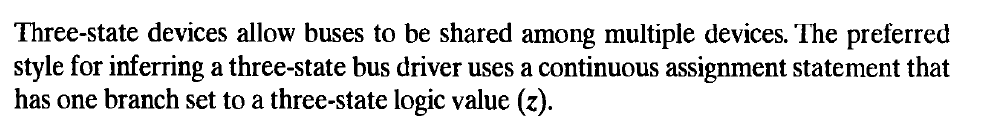 Three-state devices allow buses to be shared among multiple devices. The preferred
style for inferring a three-state bus driver uses a continuous assignment statement that
has one branch set to a three-state logic value (z).